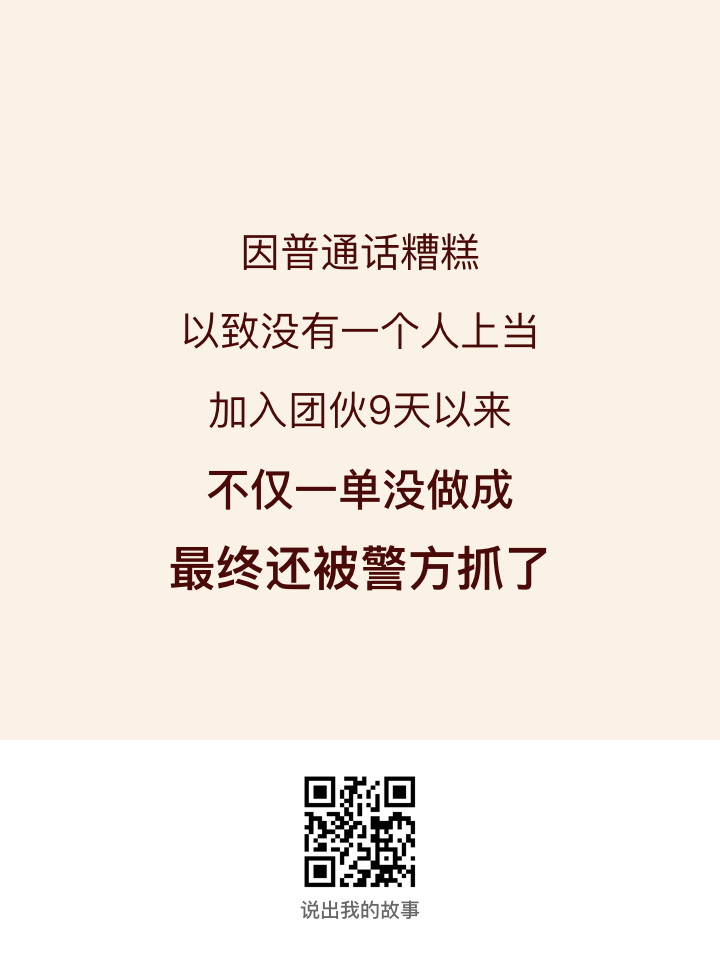 因普通话糟糕
以致没有一个人上当
加入团伙9天以来
不仅一单没做成
最终还被警方抓了
说出我的故事